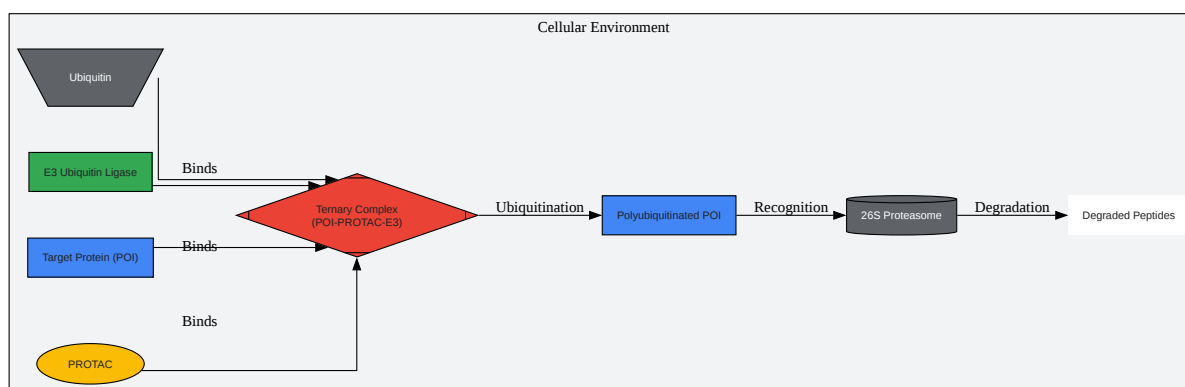 Cellular Environment
Ubiquitin
E3 Ubiquitin Ligase
Binds
Ternary Complex
(POI-PROTAC-E3)
Ubiquitination
Polyubiquitinated POI
Recognition
26S Proteasome
Degradation
Degraded Peptides
Target Protein (POI)
Binds
Binds
PROTAC